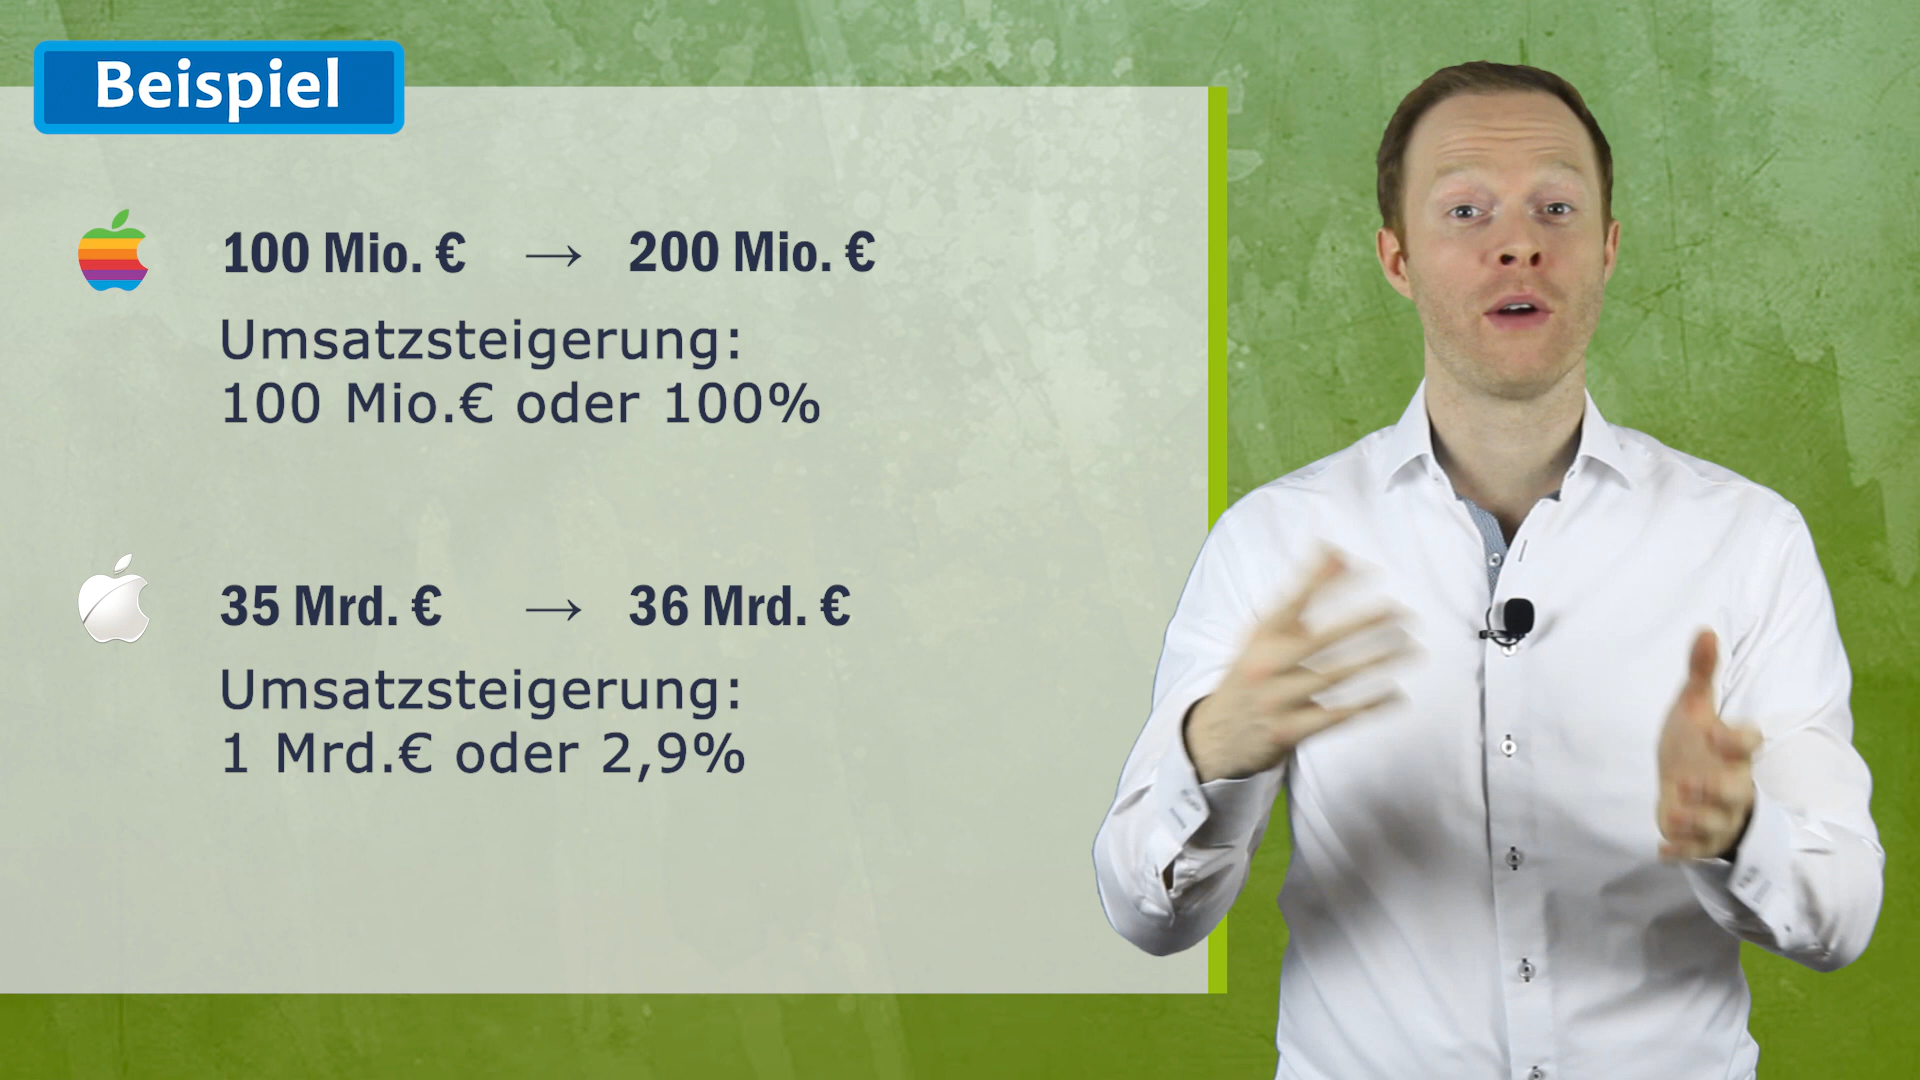 Beispiel
100 Mio. € → 200 Mio. €
Umsatzsteigerung:
100 Mio.€ oder 100%
35 Mrd. € → 36 Mrd. €
Umsatzsteigerung:
1 Mrd.€ oder 2,9%